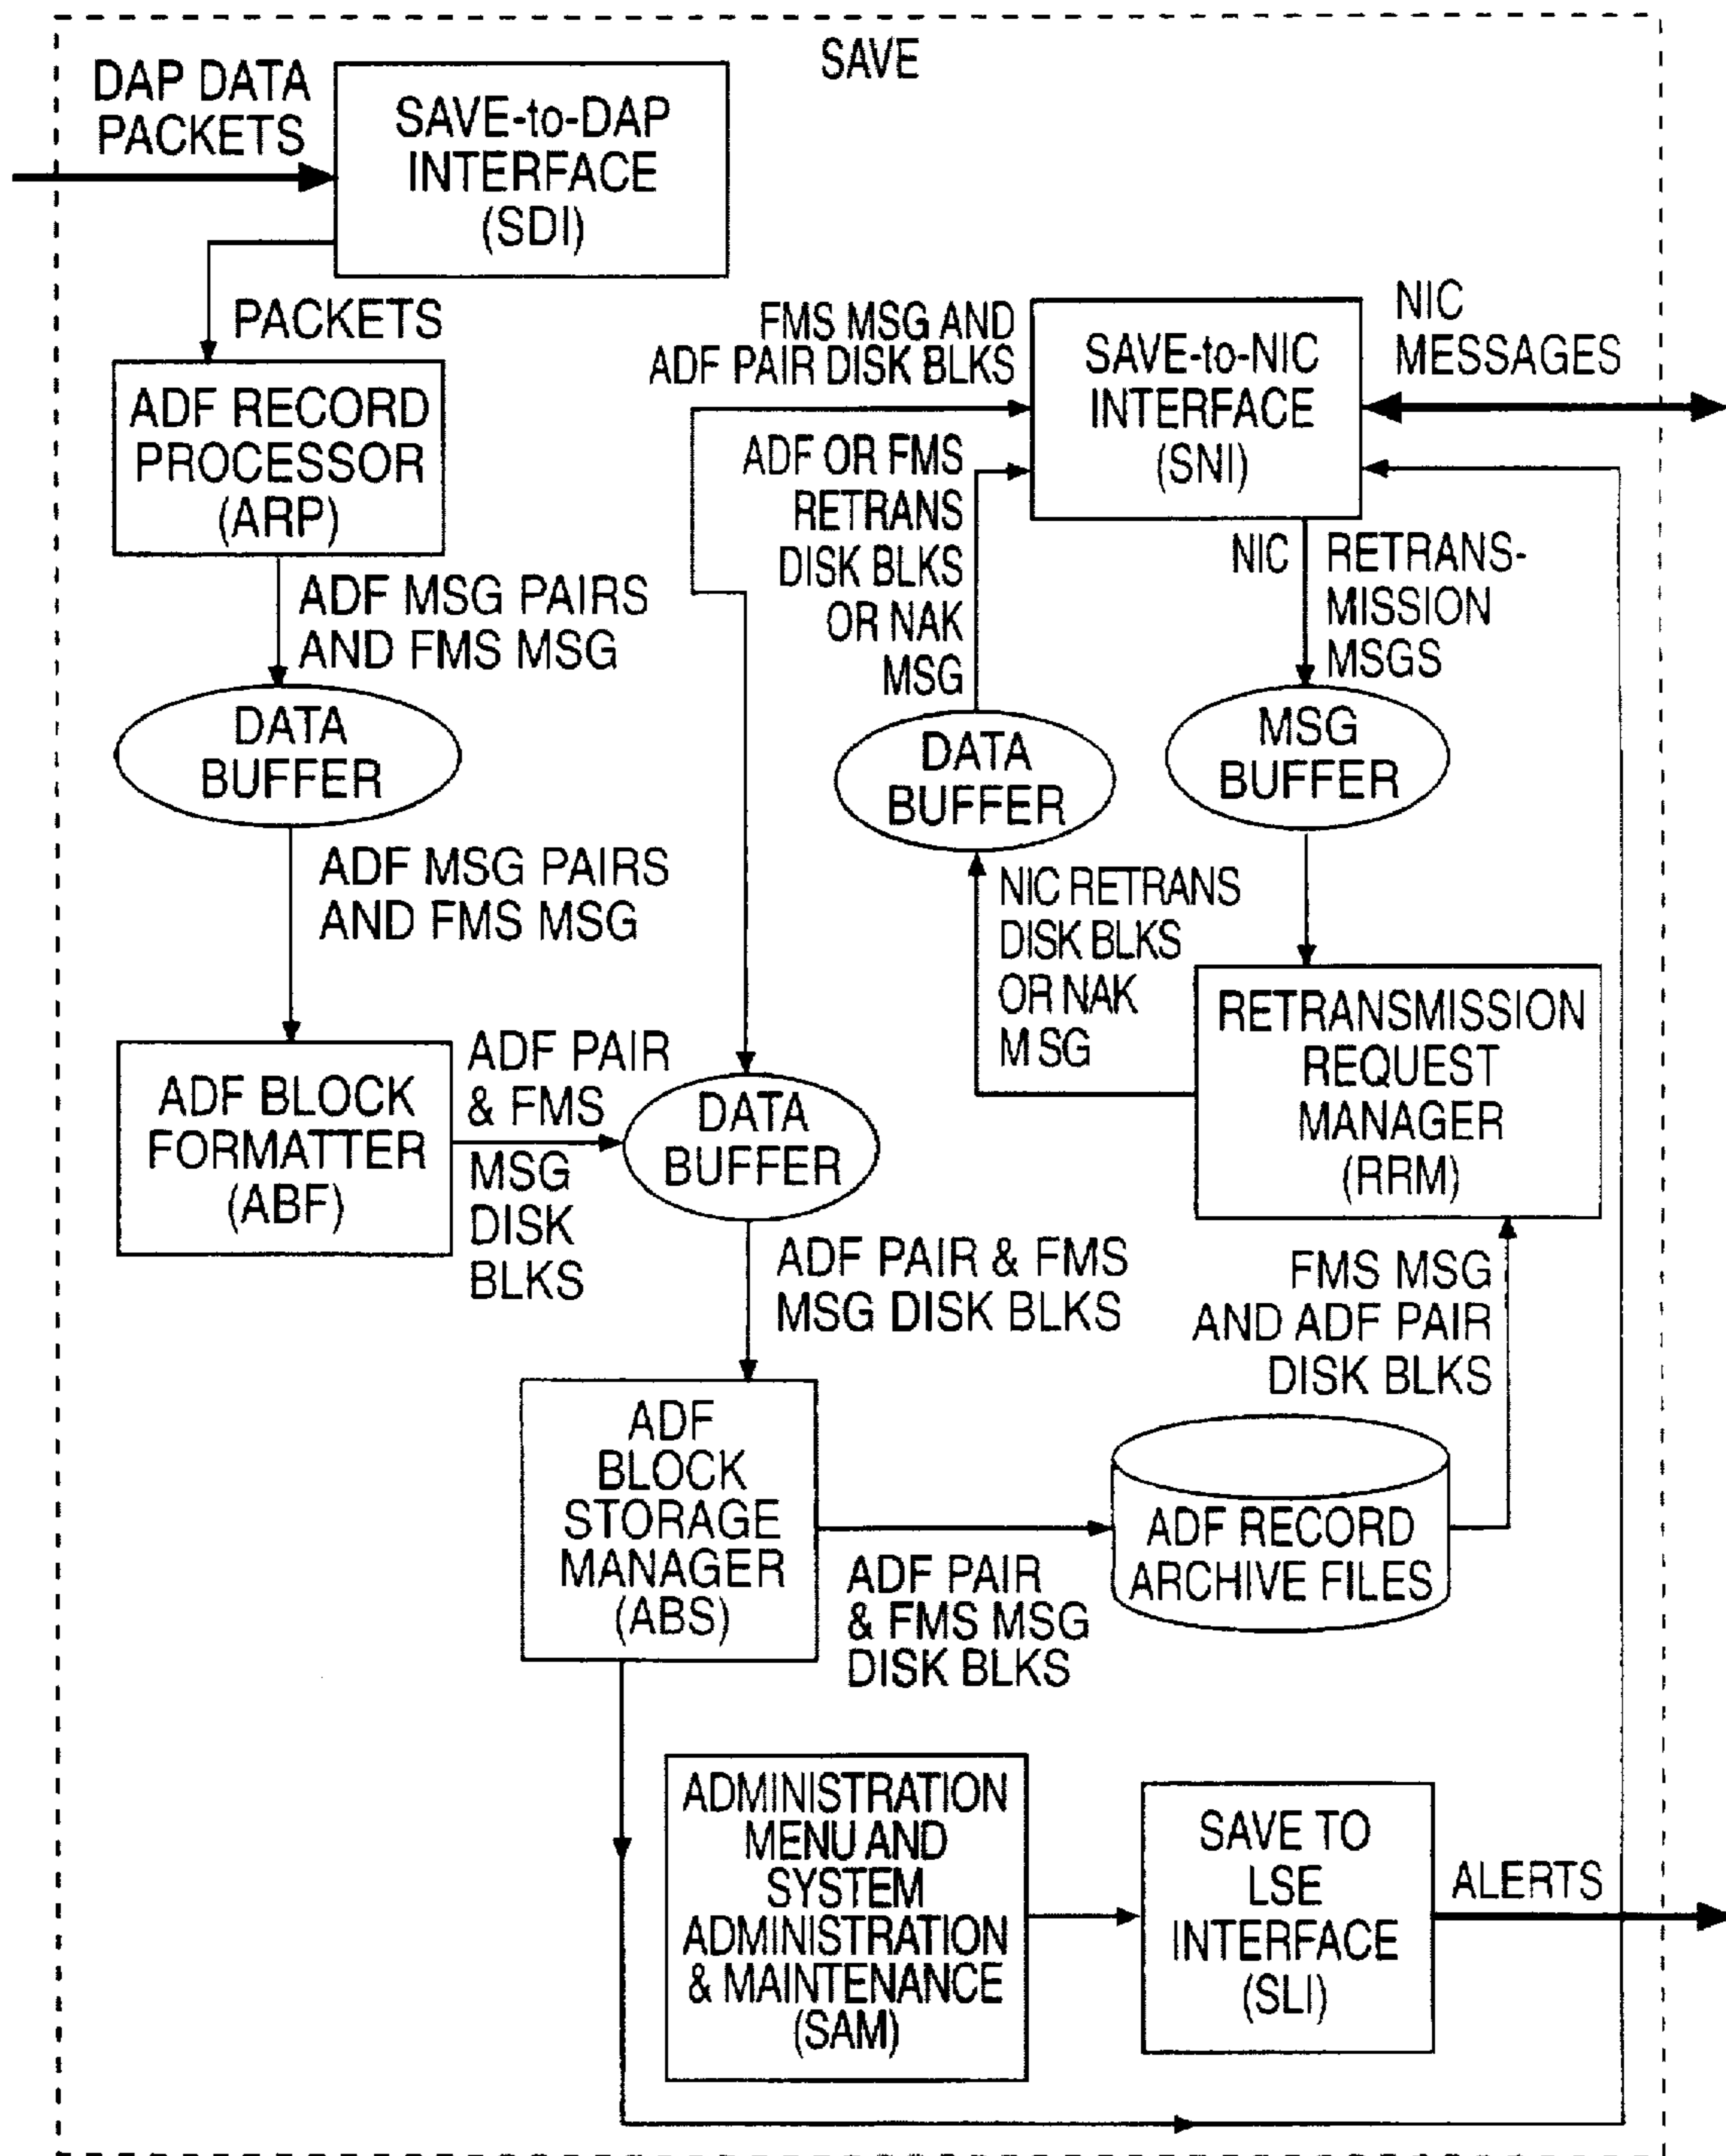 SAVE
DAP DATA
PACKETS
SAVE-to-DAP
INTERFACE
(SDI)
PACKETS
ADF RECORD
PROCESSOR
(ARP)
ADF MSG PAIRS
AND FMS MSG
DATA
BUFFER
ADF MSG PAIRS
AND FMS MSG
ADF BLOCK
FORMATTER
(ABF)
ADF PAIR
& FMS
MSG
DISK
BLKS
DATA
BUFFER
FMS MSG AND
ADF PAIR DISK BLKS
SAVE-to-NIC
INTERFACE
(SNI)
NIC
MESSAGES
ADF OR FMS
RETRANS
DISK BLKS
OR NAK
MSG
NIC
RETRANS-
MISSION
MSGS
DATA
BUFFER
MSG
BUFFER
NIC RETRANS
DISK BLKS
OR NAK
MSG
RETRANSMISSION
REQUEST
MANAGER
(RRM)
ADF PAIR & FMS
MSG DISK BLKS
FMS MSG
AND ADF PAIR
DISK BLKS
ADF
BLOCK
STORAGE
MANAGER
(ABS)
ADF PAIR
& FMS MSG
DISK BLKS
ADF RECORD
ARCHIVE FILES
ADMINISTRATION
MENU AND
SYSTEM
ADMINISTRATION
& MAINTENANCE
(SAM)
SAVE TO
LSE
INTERFACE
(SLI)
ALERTS